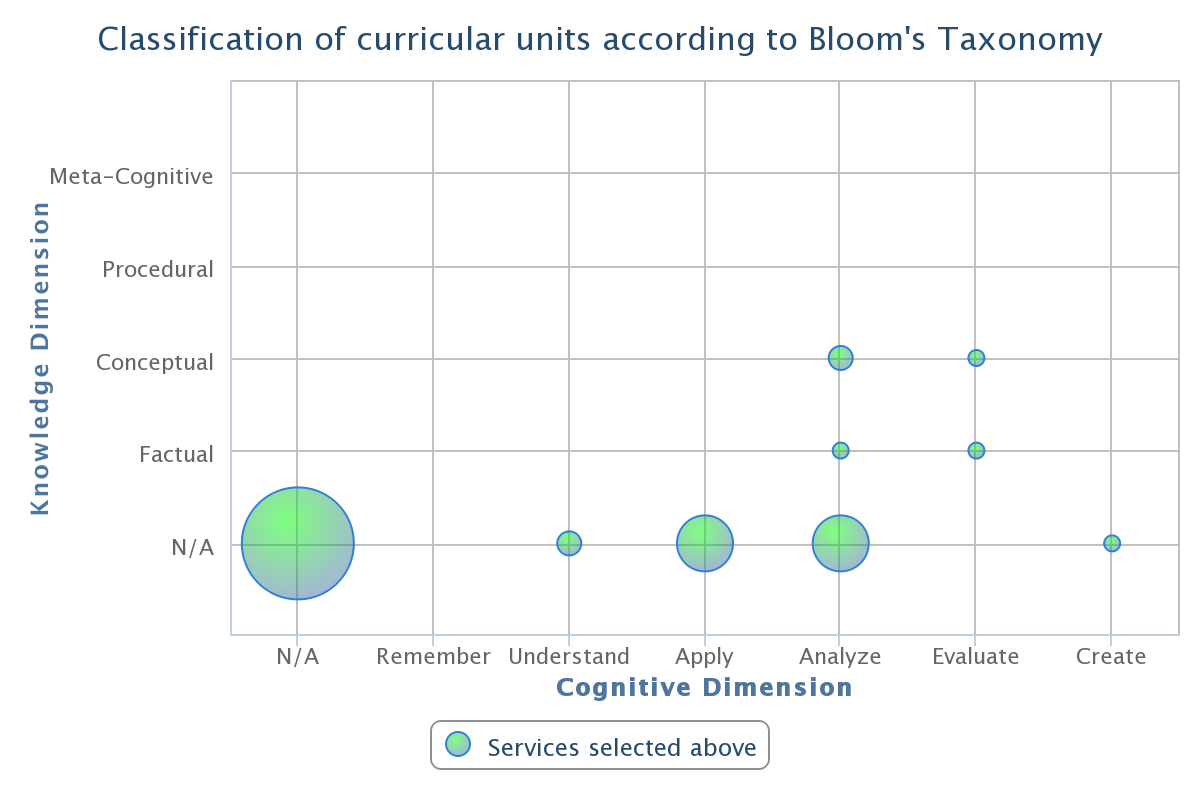 Classification of curricular units according to Bloom's Taxonomy
Knowledge Dimension
Meta-Cognitive
Procedural
Conceptual
Factual
N/A
N/A Remember Understand Apply Analyze Evaluate Create
Cognitive Dimension
Services selected above